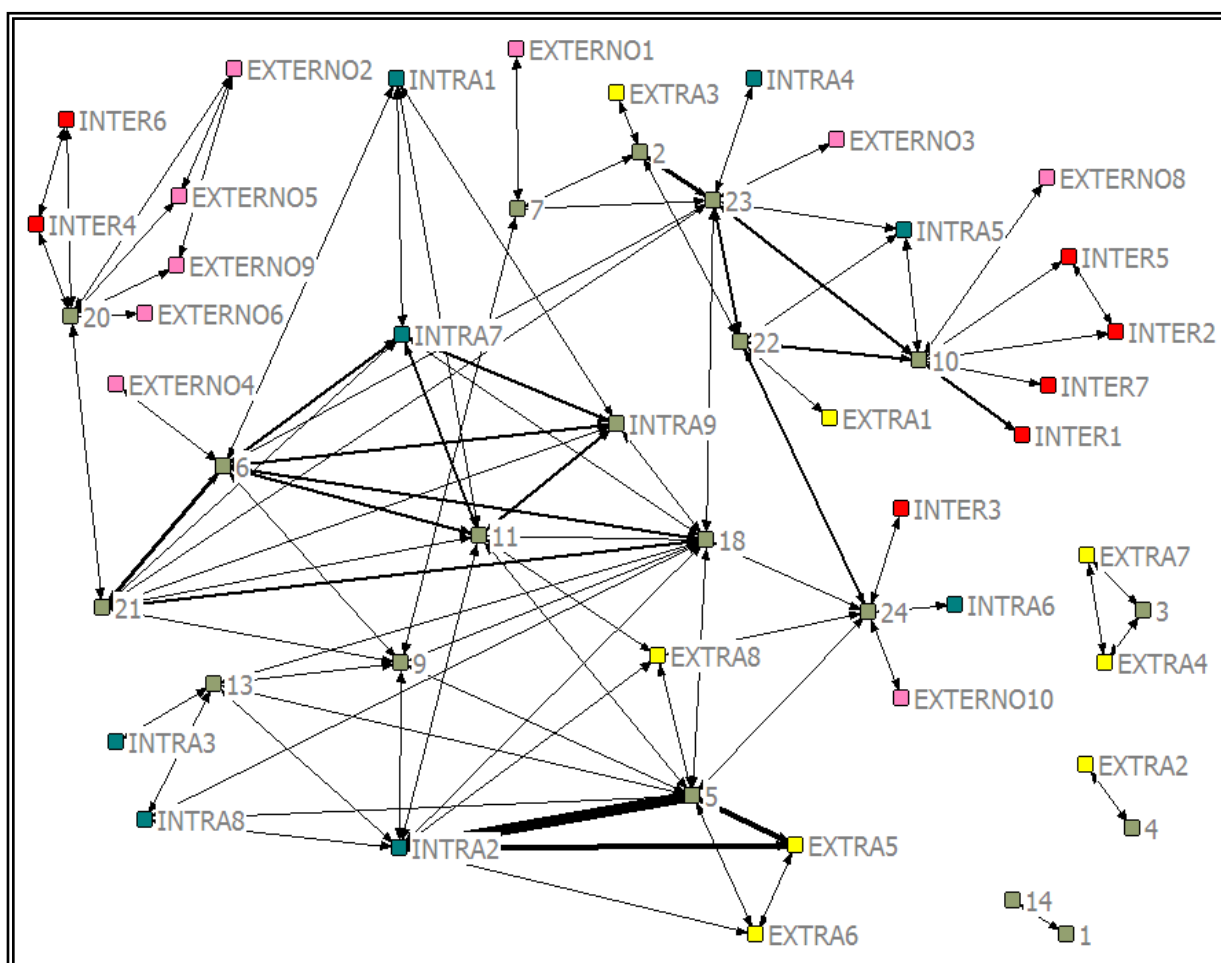 EXTERNO1
EXTERNO2
INTRA1
INTRA4
EXTRA3
INTER6
EXTERNO3
2
EXTERNO8
EXTERNO5
23
7
INTER4
INTRA5
INTER5
EXTERNO9
EXTERNO6
20
INTER2
INTRA7
22
10
EXTERNO4
INTER7
EXTRA1
INTRA9
INTER1
6
INTER3
11
18
EXTRA7
INTRA6
21
24
3
EXTRA8
9
EXTRA4
13
EXTERNO10
INTRA3
EXTRA2
5
INTRA8
4
EXTRA5
INTRA2
14
EXTRA6
1